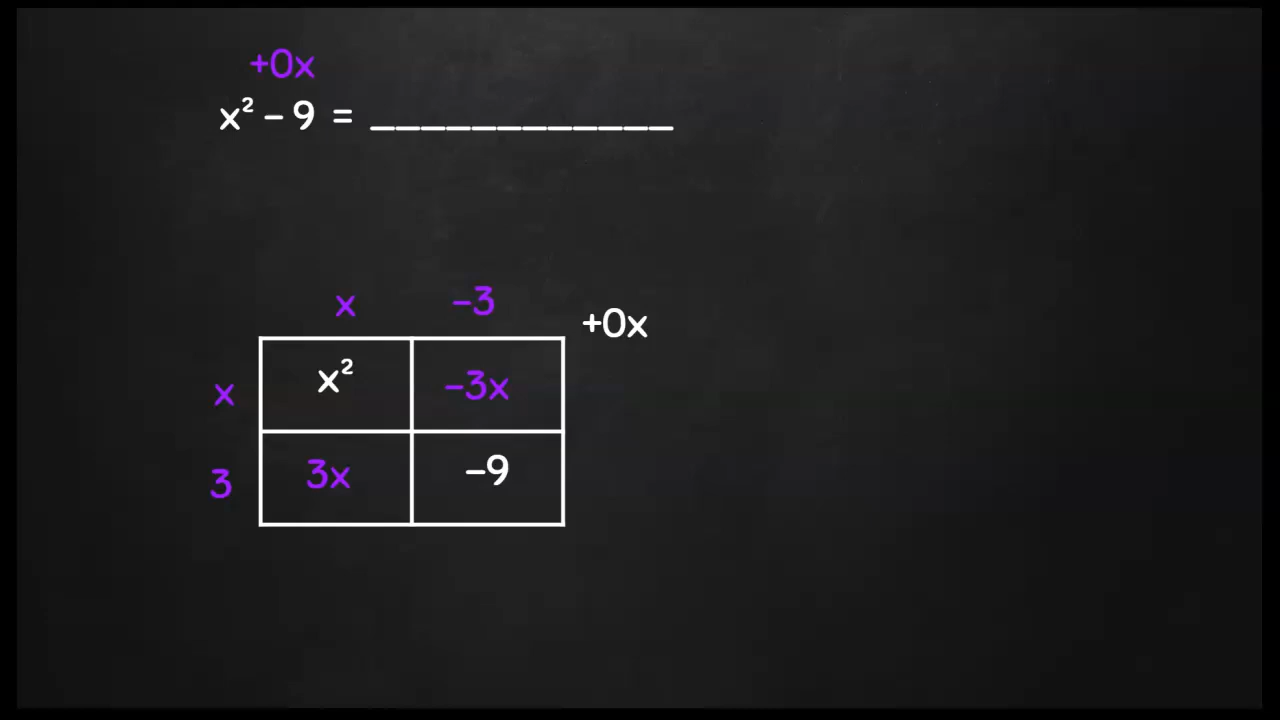 +0x
x² – 9 = ____________
x –3 +0x
x x² –3x
3 3x –9